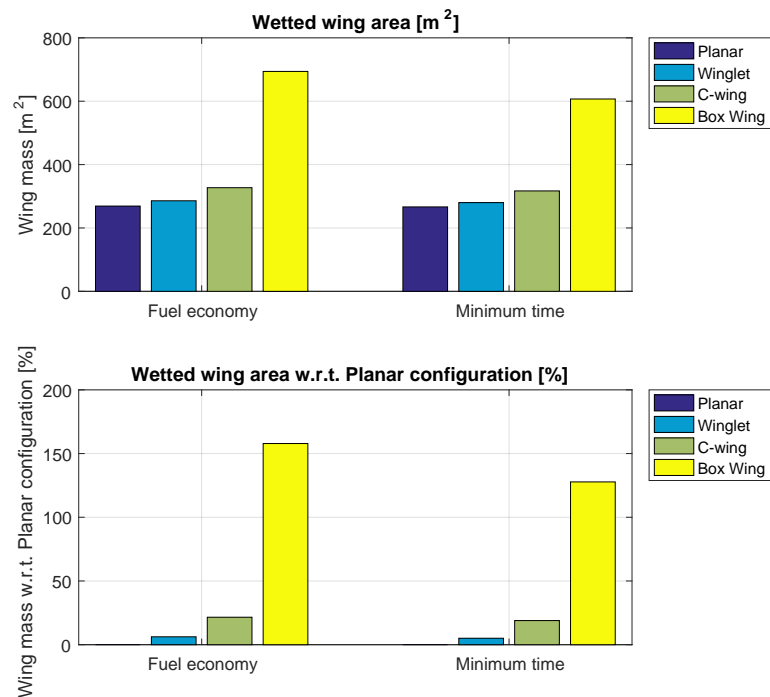 Wetted wing area [m 2]
Wing mass [m 2]
800
600
400
200
0
Fuel economy
Minimum time
Planar
Winglet
C-wing
Box Wing
Wetted wing area w.r.t. Planar configuration [%]
Wing mass w.r.t. Planar configuration [%]
200
150
100
50
0
Fuel economy
Minimum time
Planar
Winglet
C-wing
Box Wing